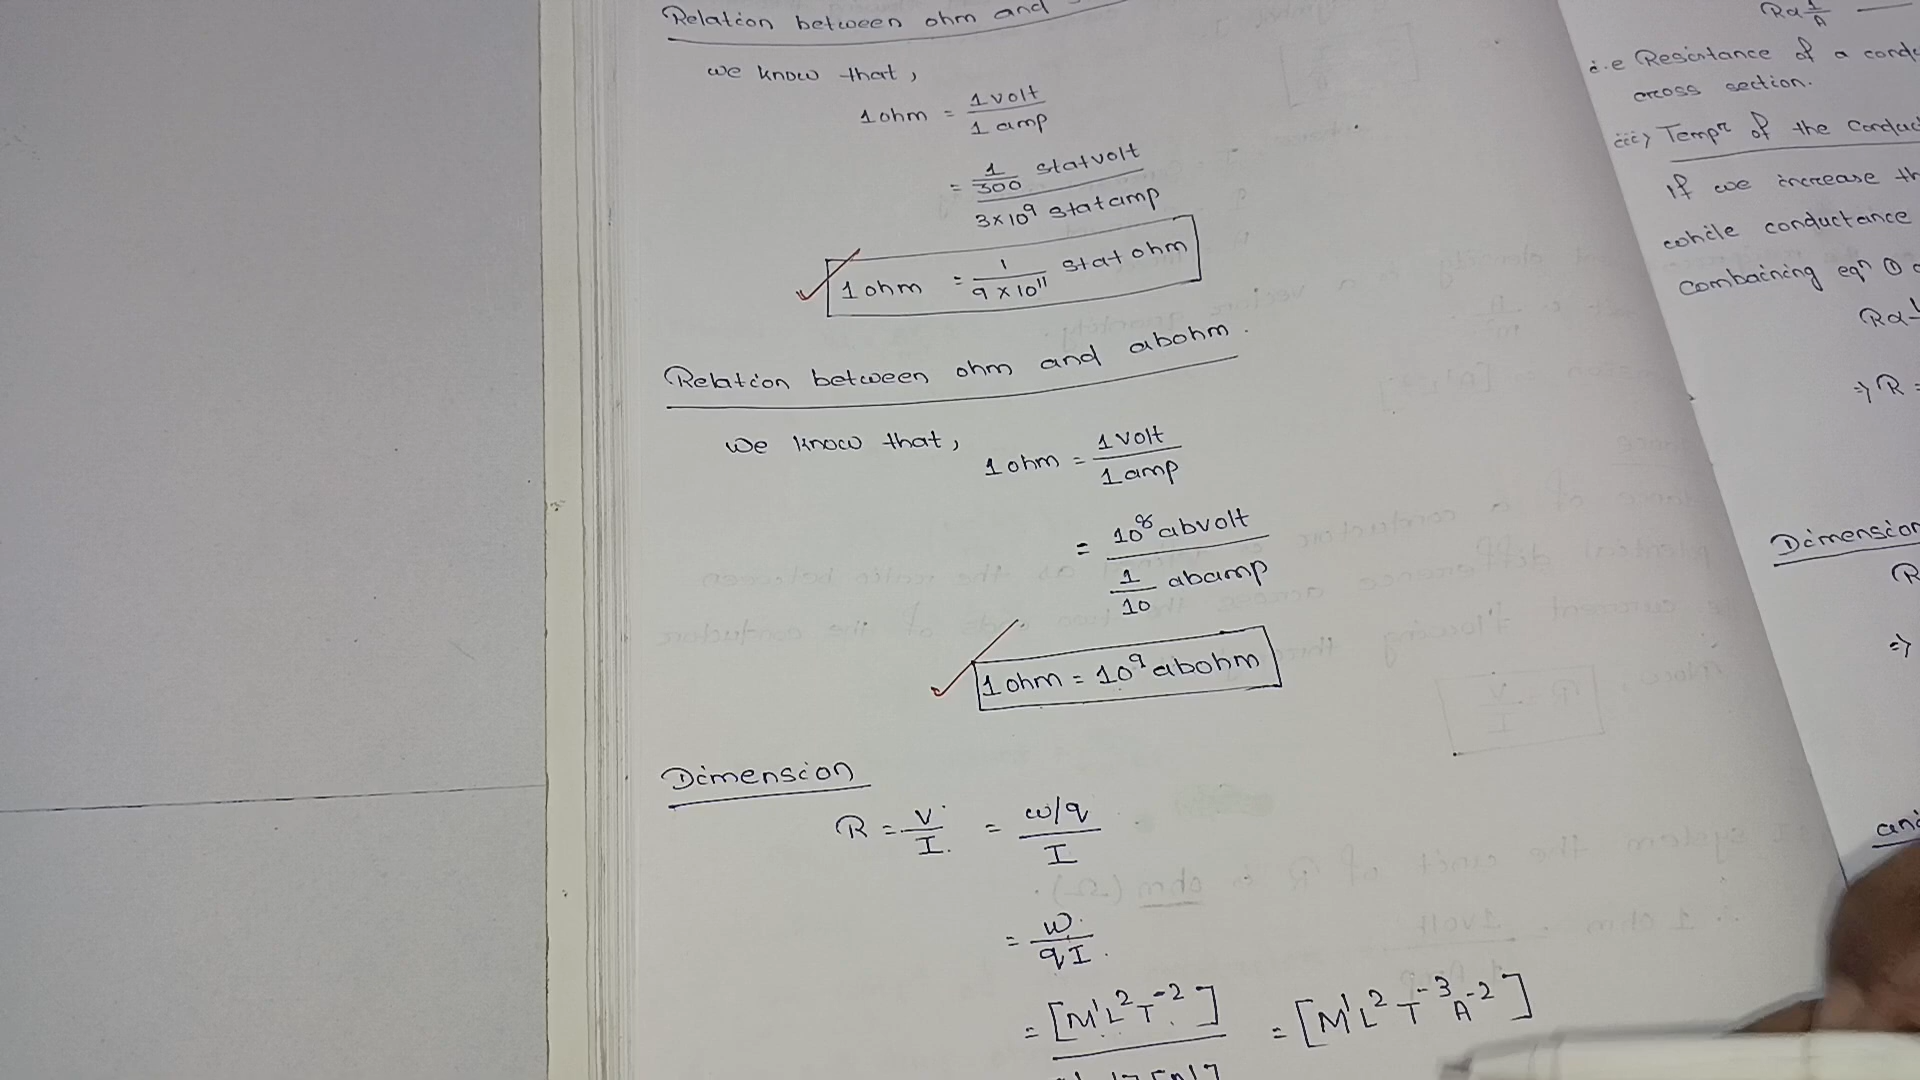 Relation between ohm and
we know that,
1 ohm = 1 volt / 1 amp
= 1/300 statvolt / 3×10⁹ statamp
1 ohm = 1 / 9×10¹¹ stat ohm
Relation between ohm and abohm.
We know that,
1 ohm = 1 volt / 1 amp
= 10⁸ abvolt / 1/10 abamp
1 ohm = 10⁹ abohm
Dimension
R = V/I = w/q / I
= w / qI
= [M¹L²T⁻²] = [M¹L²T⁻³A⁻²]
Rα 1/A
i.e Resistance of a
cross section.
iii) Tempʳ of the
If we increase
while conductance
combaining eqⁿ ①
Rα
⇒ R =
Dimension
R
⇒